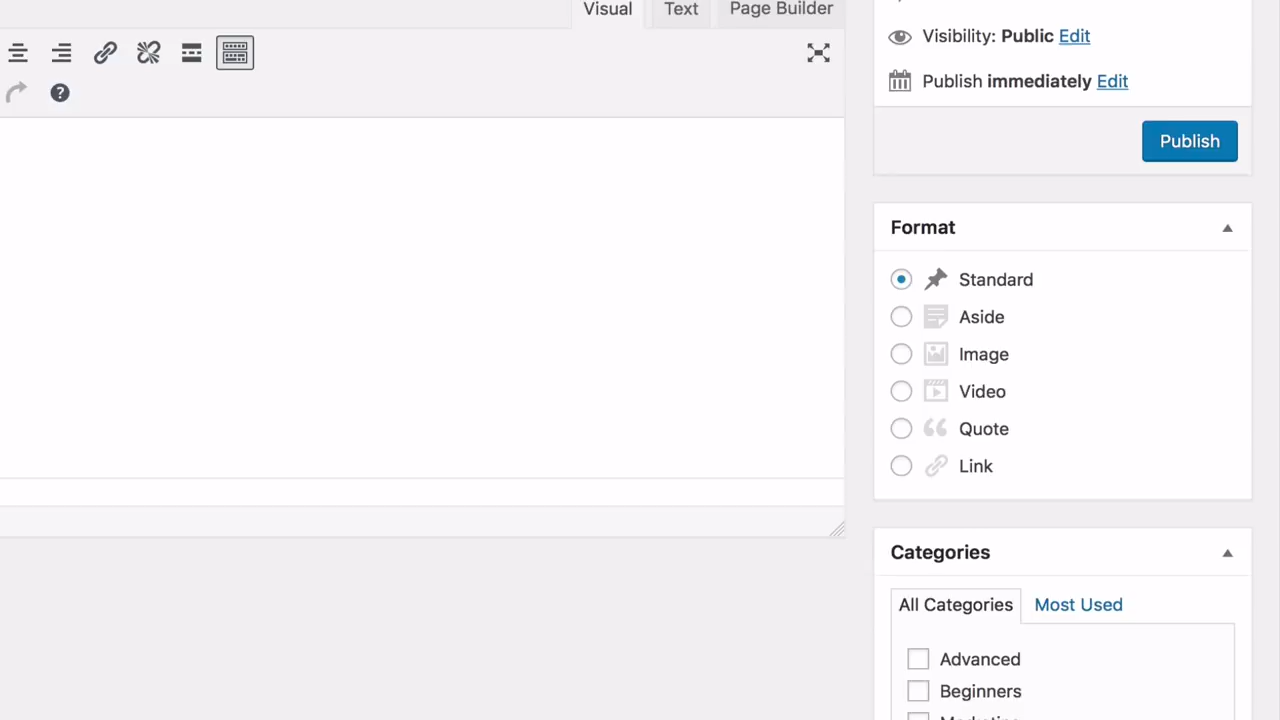 Visual Text Page Builder
Visibility: Public Edit
Publish immediately Edit
Publish
Format
Standard
Aside
Image
Video
Quote
Link
Categories
All Categories Most Used
Advanced
Beginners